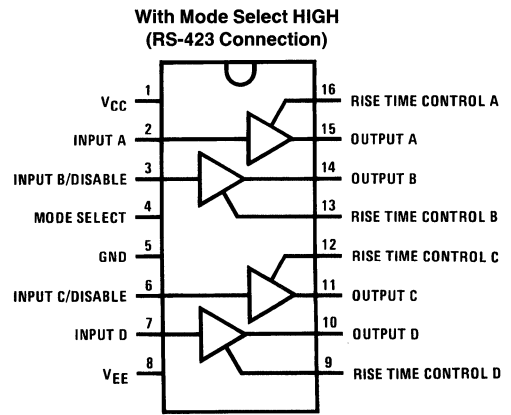 With Mode Select HIGH
(RS-423 Connection)
VCC 1 16 RISE TIME CONTROL A
INPUT A 2 15 OUTPUT A
INPUT B/DISABLE 3 14 OUTPUT B
MODE SELECT 4 13 RISE TIME CONTROL B
GND 5 12 RISE TIME CONTROL C
INPUT C/DISABLE 6 11 OUTPUT C
INPUT D 7 10 OUTPUT D
VEE 8 9 RISE TIME CONTROL D